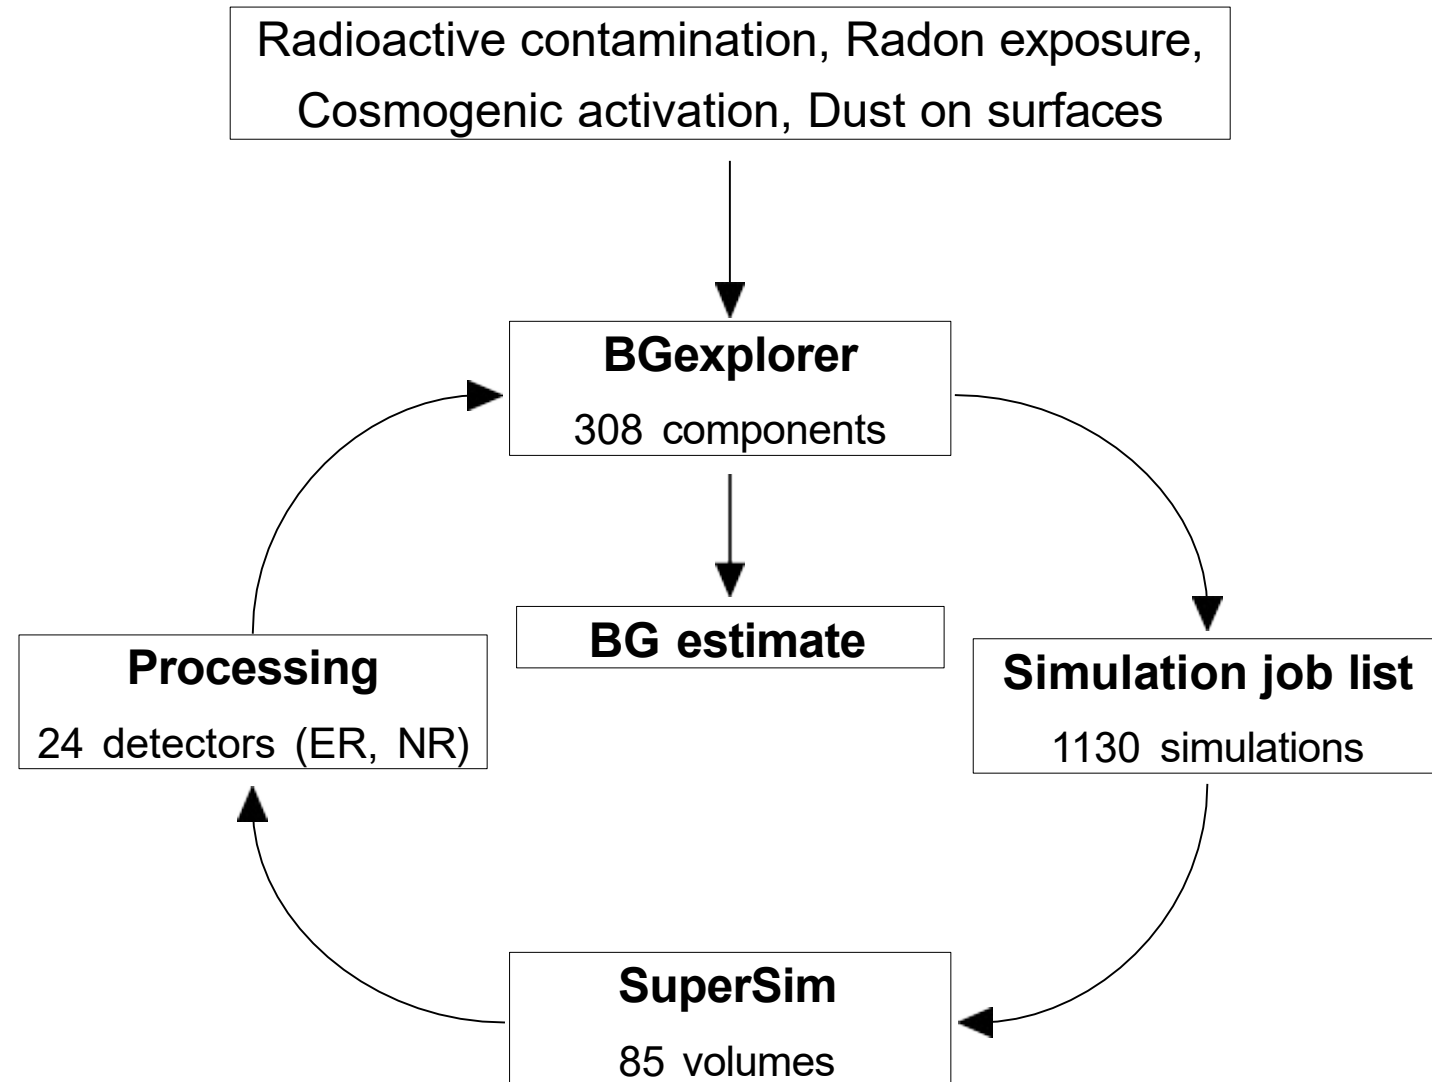 Radioactive contamination, Radon exposure,
Cosmogenic activation, Dust on surfaces
BGexplorer
308 components
BG estimate
Processing
24 detectors (ER, NR)
Simulation job list
1130 simulations
SuperSim
85 volumes